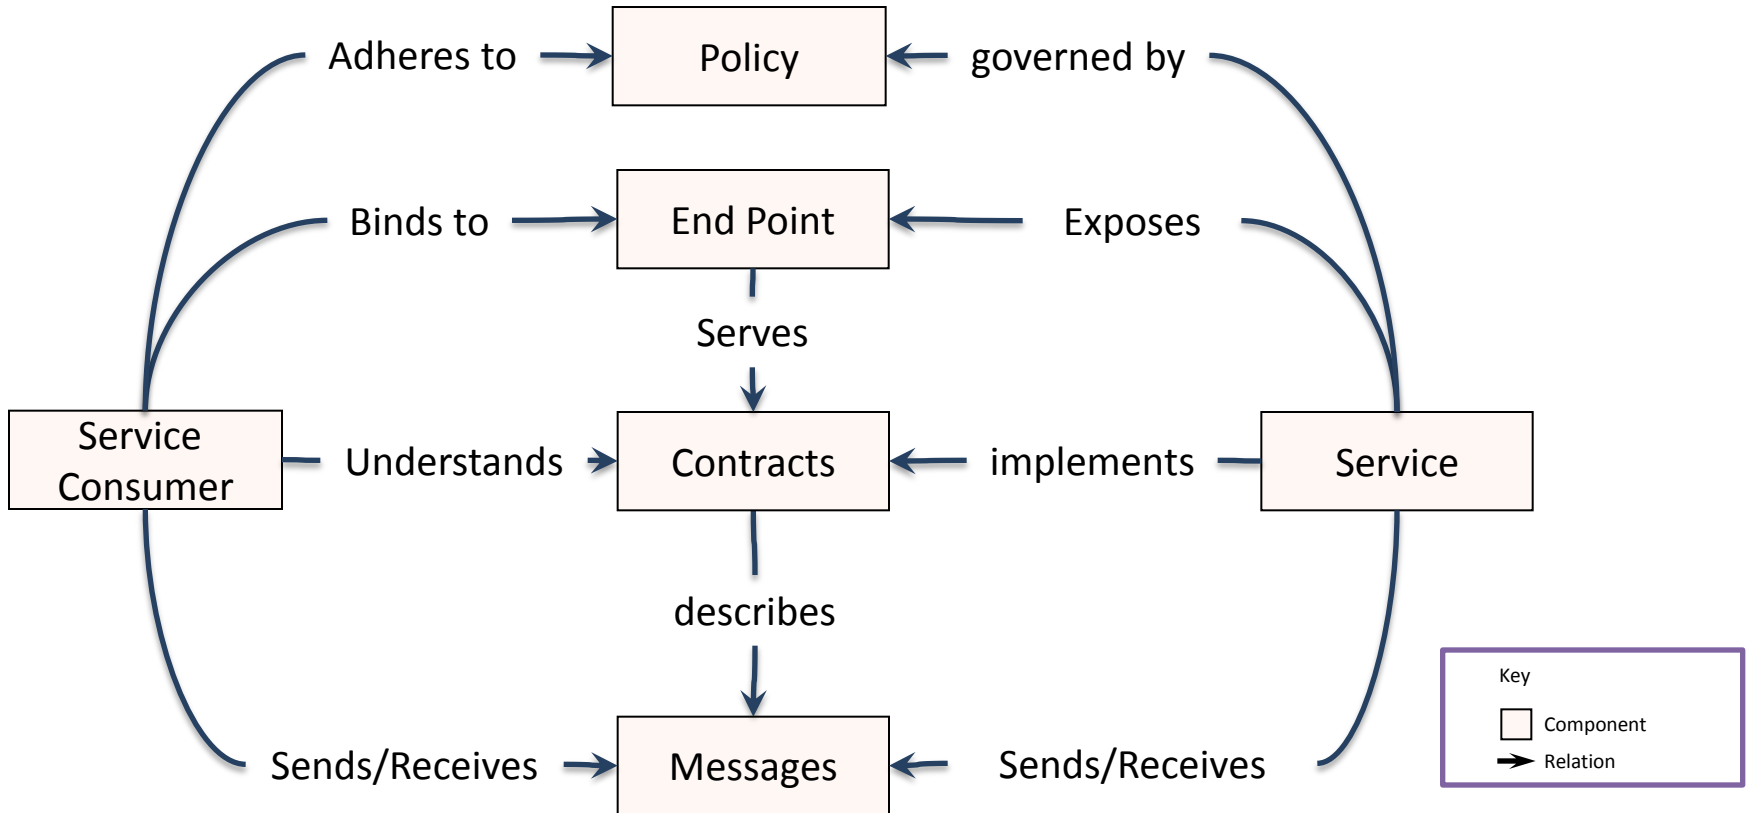 Adheres to
Policy
governed by
Binds to
End Point
Exposes
Serves
Service
Consumer
Understands
Contracts
implements
Service
describes
Sends/Receives
Messages
Sends/Receives
Key
Component
Relation